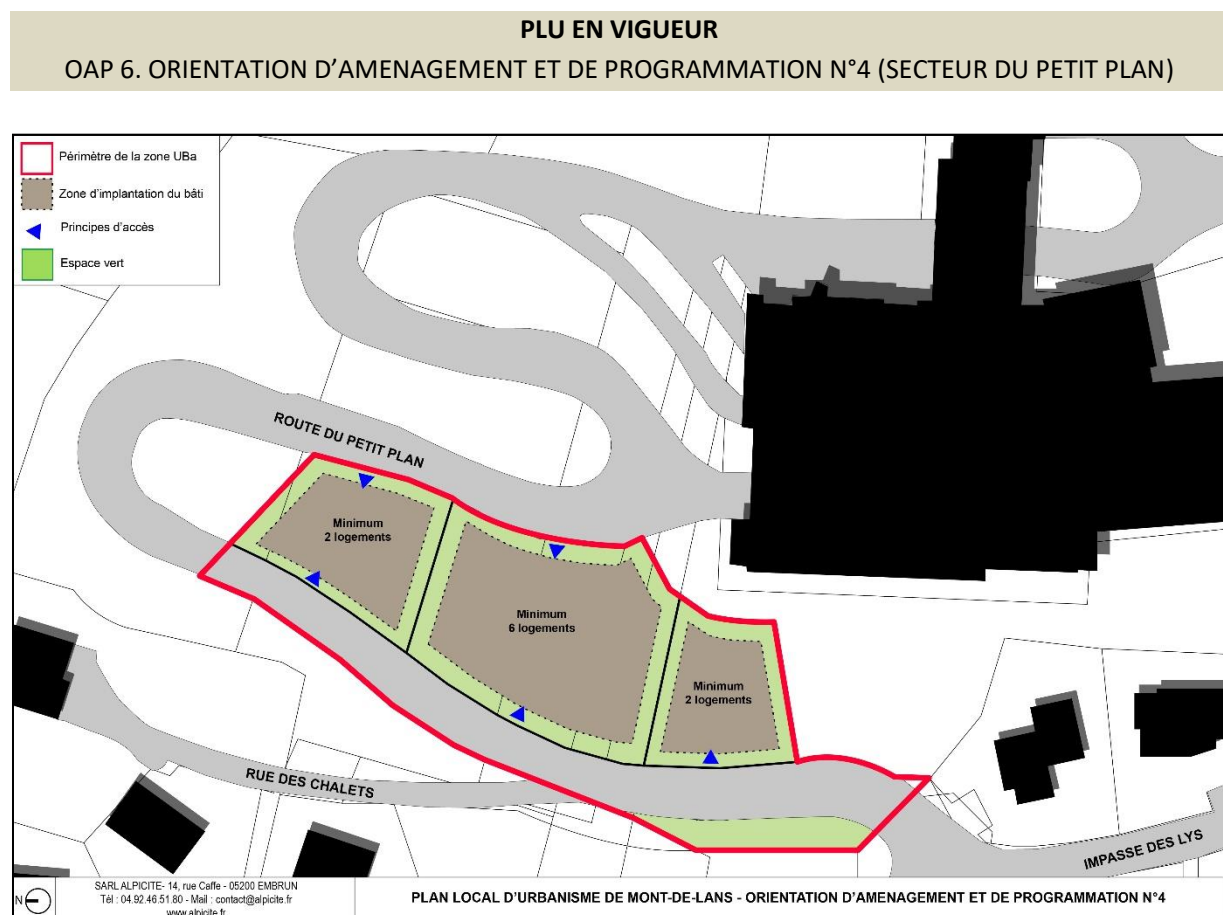 PLU EN VIGUEUR
OAP 6. ORIENTATION D'AMENAGEMENT ET DE PROGRAMMATION N°4 (SECTEUR DU PETIT PLAN)
Périmètre de la zone UBa
Zone d'implantation du bâti
Principes d'accès
Espace vert
ROUTE DU PETIT PLAN
Minimum
2 logements
Minimum
6 logements
Minimum
2 logements
RUE DES CHALETS
IMPASSE DES LYS
N
SARL ALPICITE- 14, rue Caffe - 05200 EMBRUN
Tél : 04.92.46.51.80 - Mail : contact@alpicite.fr
www.alpicite.fr
PLAN LOCAL D'URBANISME DE MONT-DE-LANS - ORIENTATION D'AMENAGEMENT ET DE PROGRAMMATION N°4